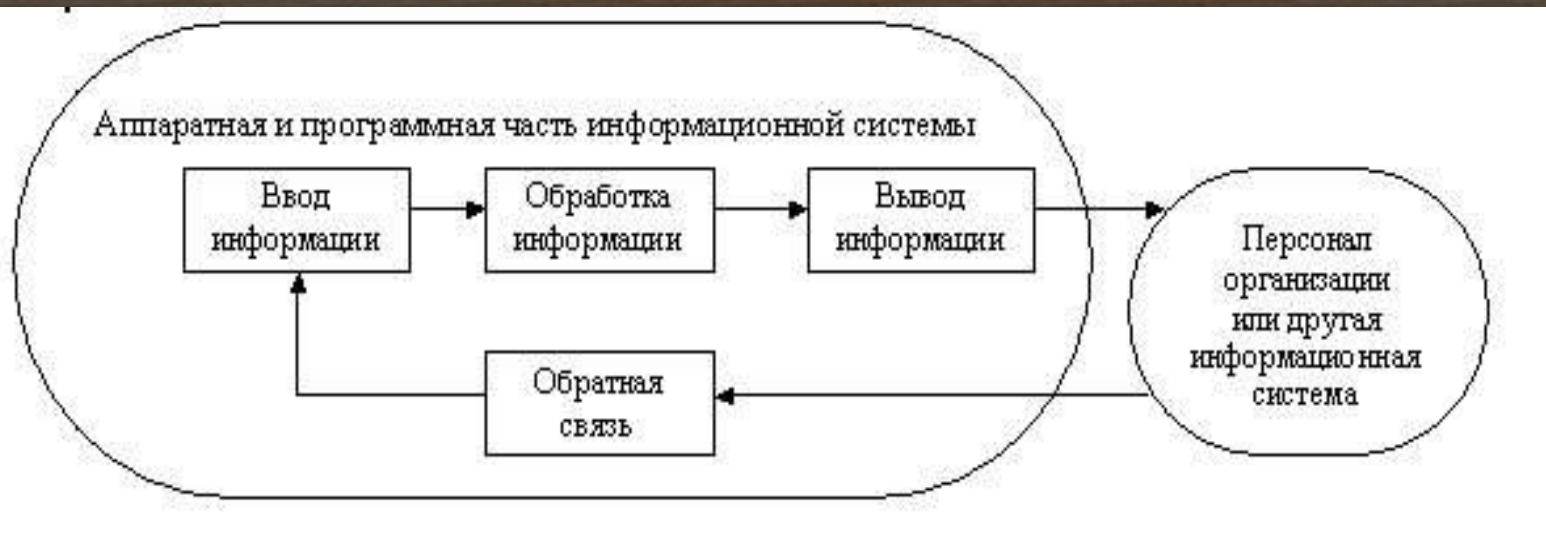 Аппаратная и программная часть информационной системы
Ввод
информации
Обработка
информации
Вывод
информации
Персонал
организации
или другая
информационная
система
Обратная
связь